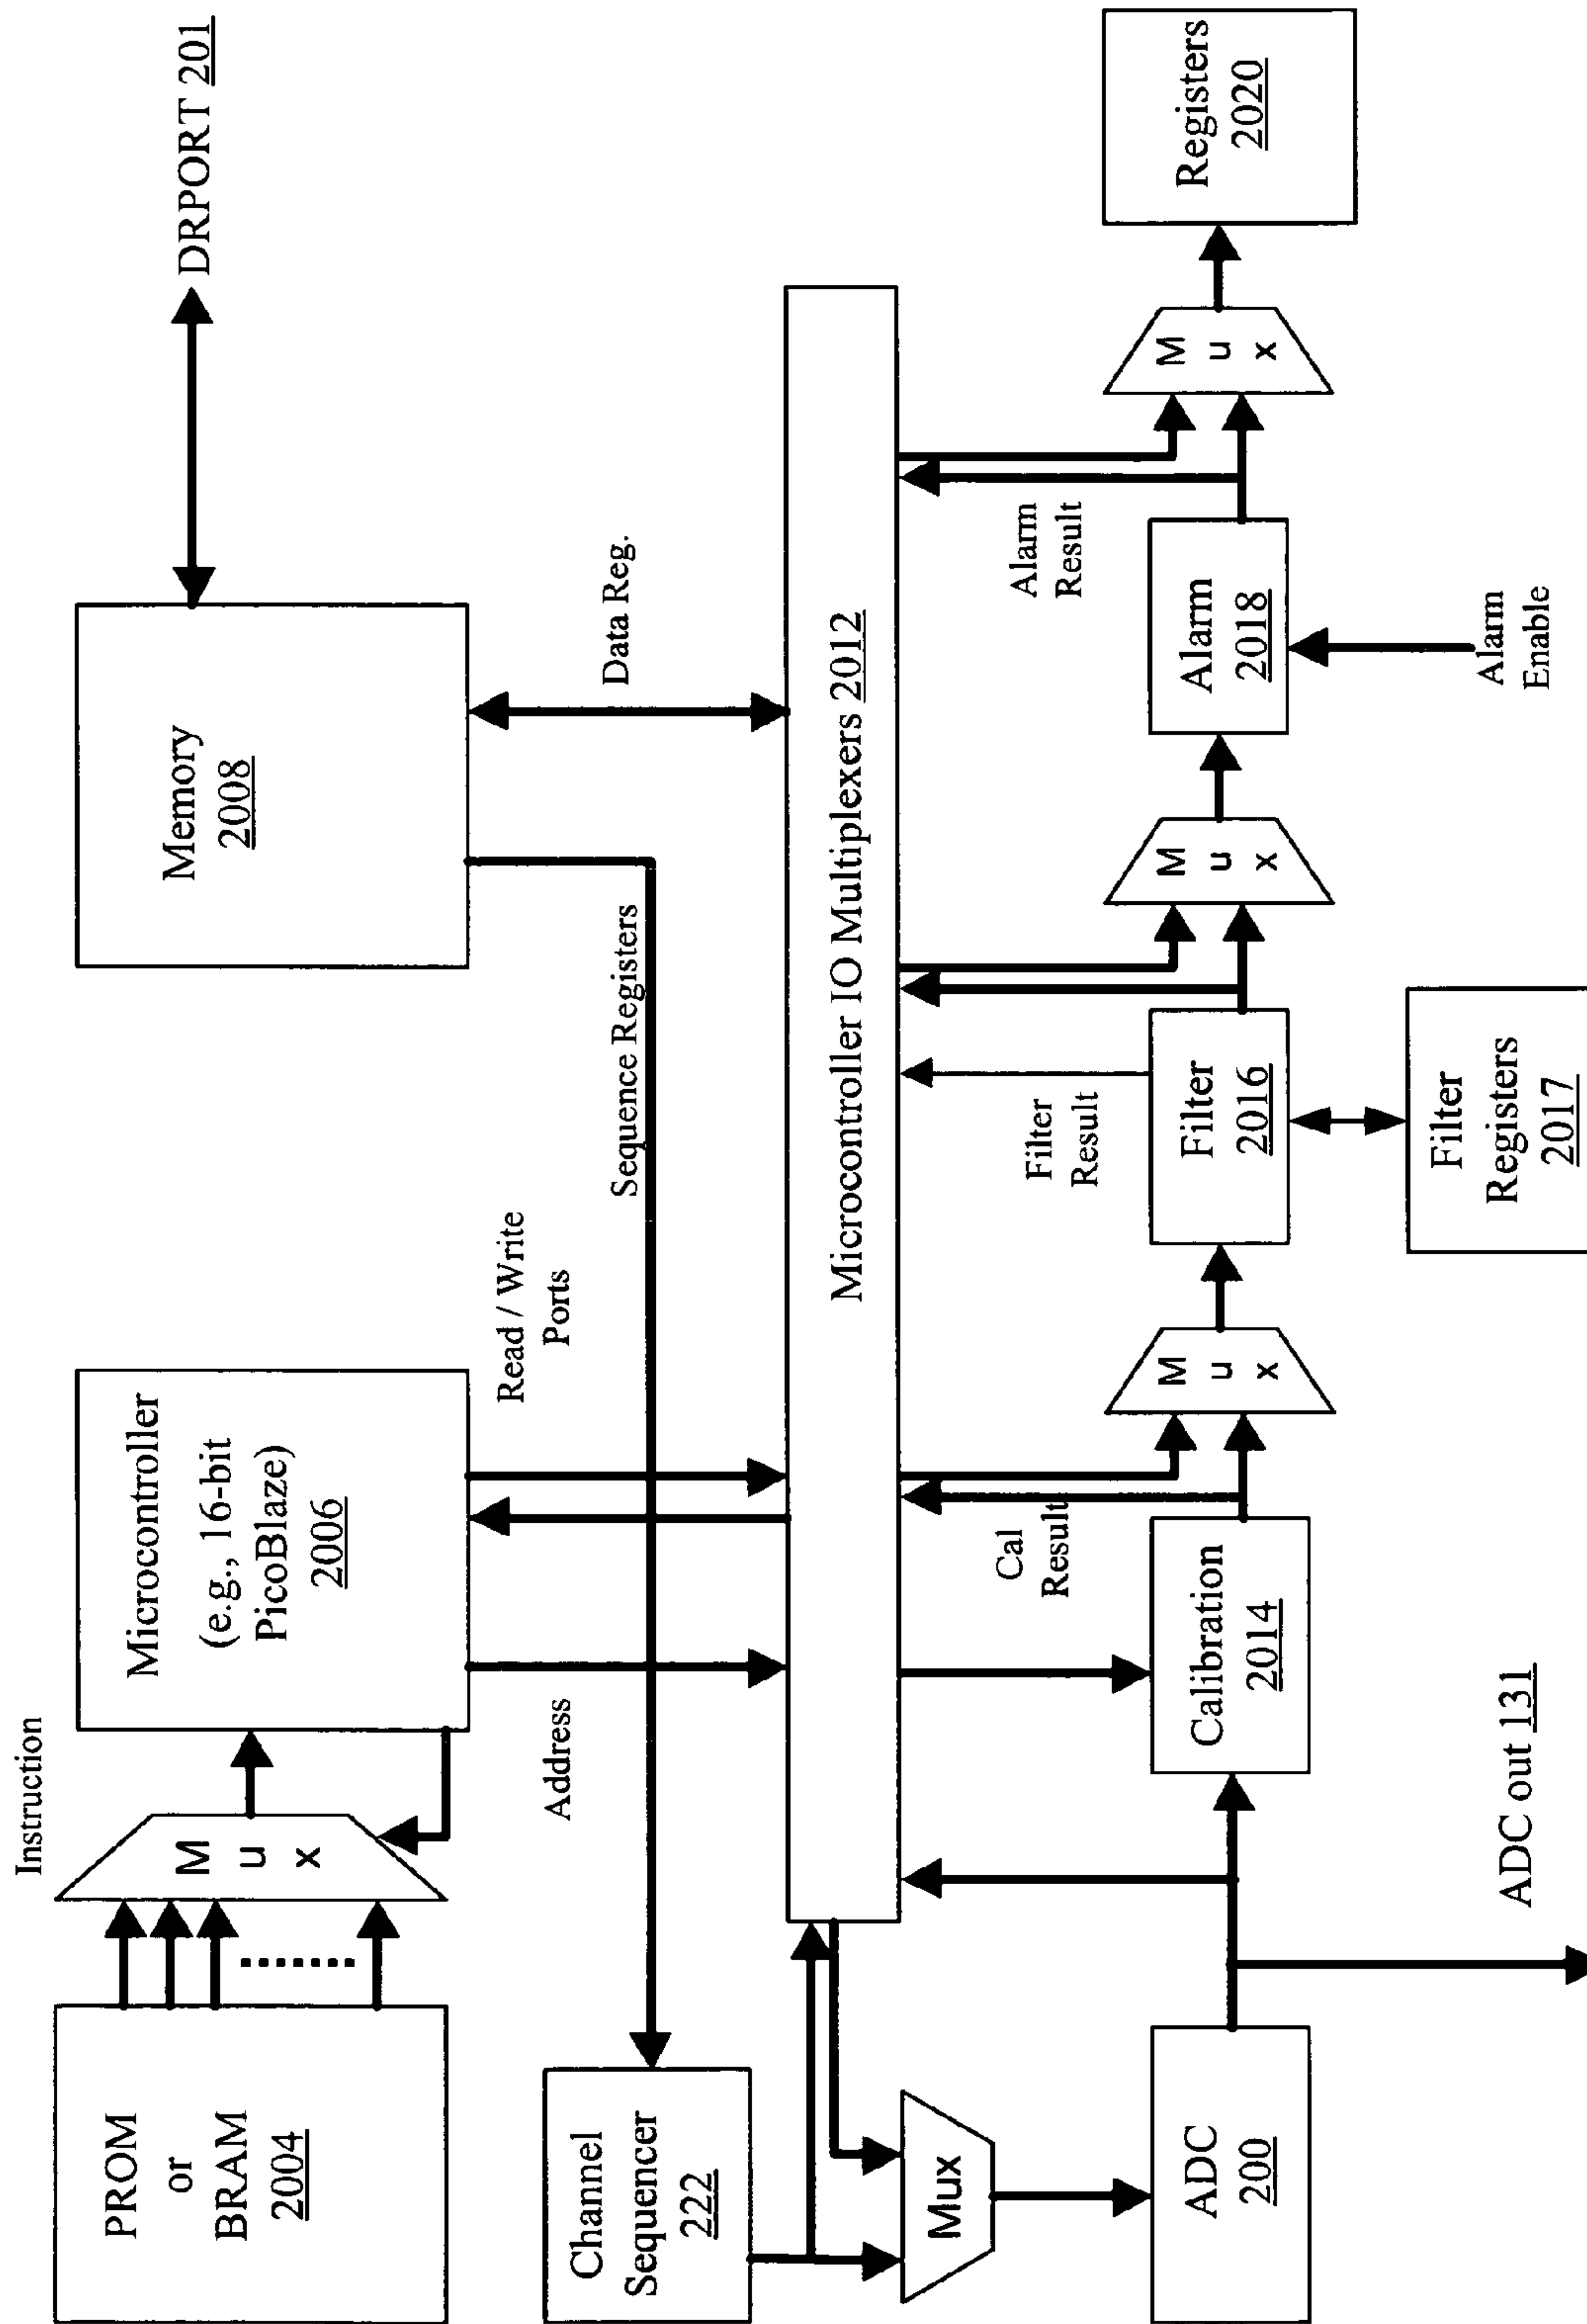 Instruction
PROM
or
BRAM
2004
M
u
x
Microcontroller
(e.g., 16-bit
PicoBlaze)
2006
Memory
2008
DRPORT 201
Address
Read / Write
Ports
Sequence Registers
Data Reg.
Channel
Sequencer
222
Microcontroller IO Multiplexers 2012
Mux
ADC
200
Cal
Result
Calibration
2014
M
u
x
Filter
Result
Filter
2016
M
u
x
Alarm
Result
Alarm
2018
M
u
x
Registers
2020
Filter
Registers
2017
Alarm
Enable
ADC out 131